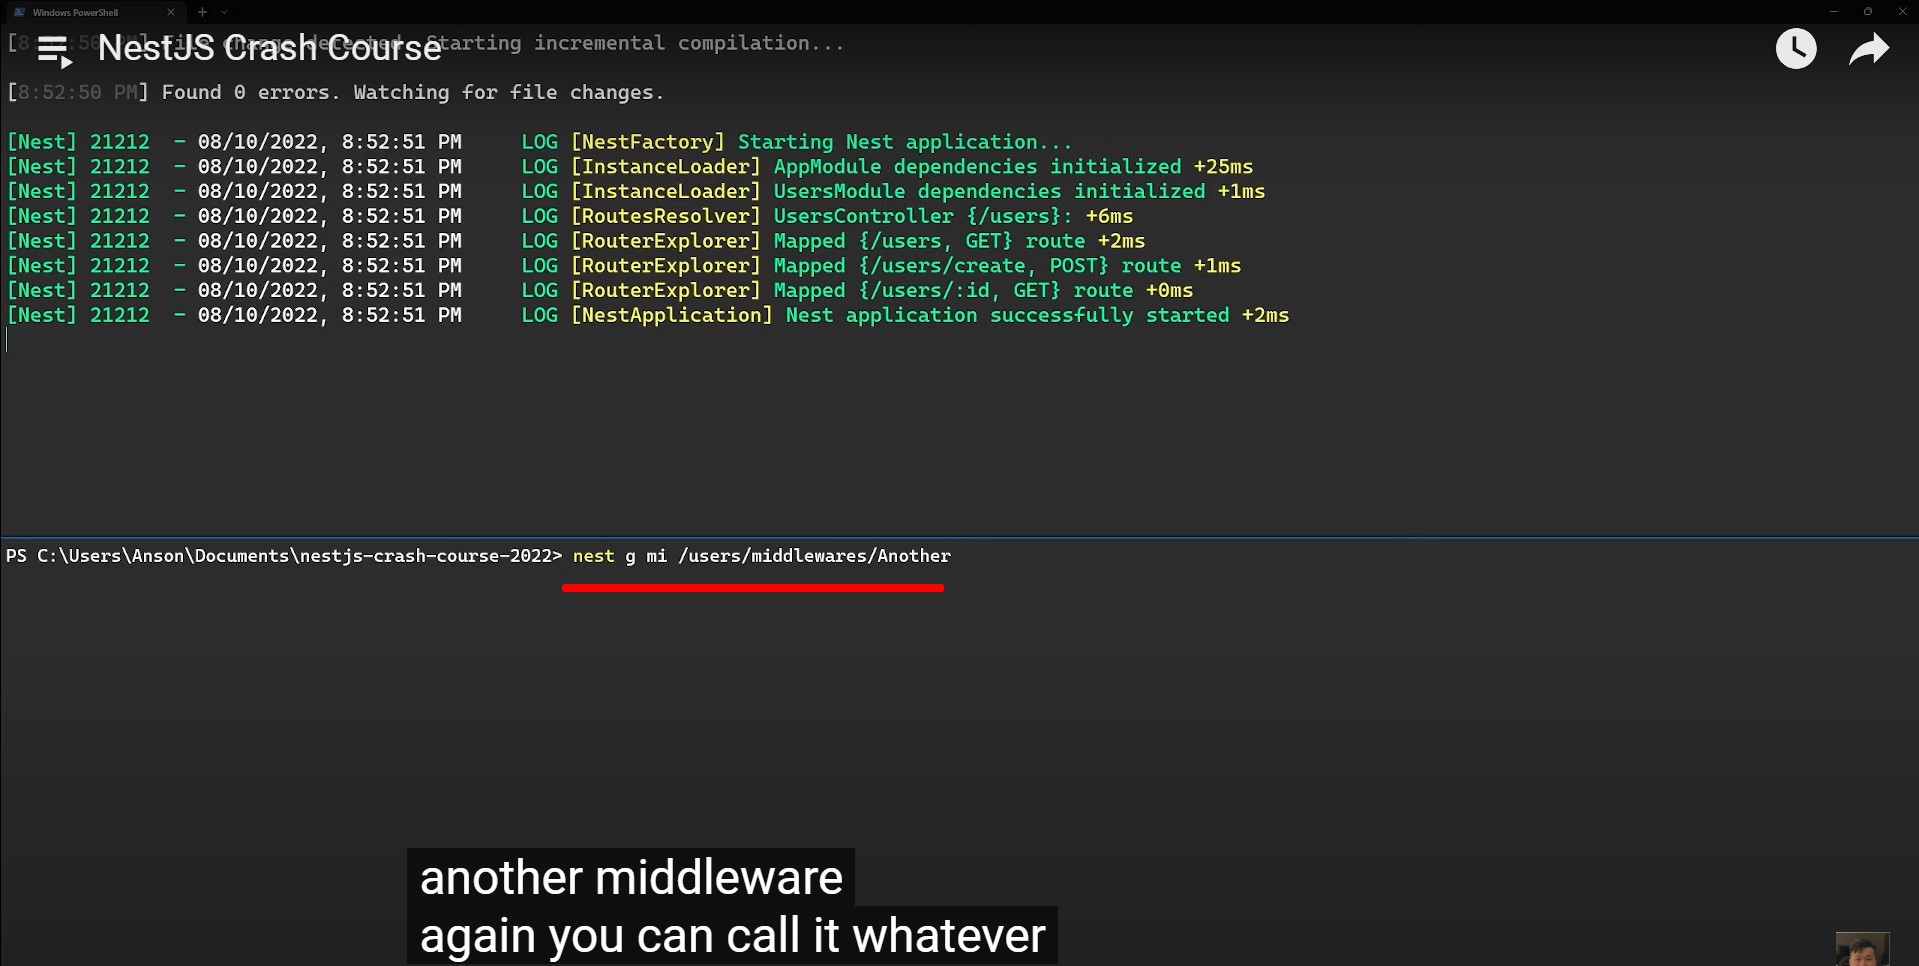 Windows PowerShell
[8:52:50 PM] File change detected. Starting incremental compilation...
NestJS Crash Course
[8:52:50 PM] Found 0 errors. Watching for file changes.
[Nest] 21212  - 08/10/2022, 8:52:51 PM     LOG [NestFactory] Starting Nest application...
[Nest] 21212  - 08/10/2022, 8:52:51 PM     LOG [InstanceLoader] AppModule dependencies initialized +25ms
[Nest] 21212  - 08/10/2022, 8:52:51 PM     LOG [InstanceLoader] UsersModule dependencies initialized +1ms
[Nest] 21212  - 08/10/2022, 8:52:51 PM     LOG [RoutesResolver] UsersController {/users}: +6ms
[Nest] 21212  - 08/10/2022, 8:52:51 PM     LOG [RouterExplorer] Mapped {/users, GET} route +2ms
[Nest] 21212  - 08/10/2022, 8:52:51 PM     LOG [RouterExplorer] Mapped {/users/create, POST} route +1ms
[Nest] 21212  - 08/10/2022, 8:52:51 PM     LOG [RouterExplorer] Mapped {/users/:id, GET} route +0ms
[Nest] 21212  - 08/10/2022, 8:52:51 PM     LOG [NestApplication] Nest application successfully started +2ms
PS C:\Users\Anson\Documents\nestjs-crash-course-2022> nest g mi /users/middlewares/Another
another middleware
again you can call it whatever